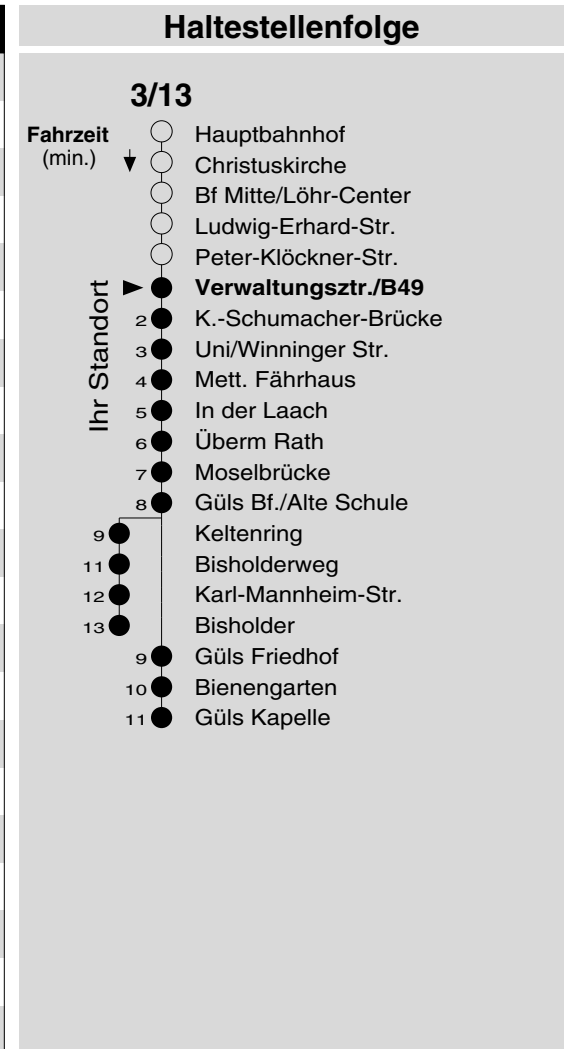 Haltestellenfolge
3/13
Fahrzeit
(min.)
Hauptbahnhof
Christuskirche
Bf Mitte/Löhr-Center
Ludwig-Erhard-Str.
Peter-Klöckner-Str.
Ihr Standort
Verwaltungsztr./B49
2 K.-Schumacher-Brücke
3 Uni/Winninger Str.
4 Mett. Fährhaus
5 In der Laach
6 Überm Rath
7 Moselbrücke
8 Güls Bf./Alte Schule
9 Keltenring
11 Bisholderweg
12 Karl-Mannheim-Str.
13 Bisholder
9 Güls Friedhof
10 Bienengarten
11 Güls Kapelle